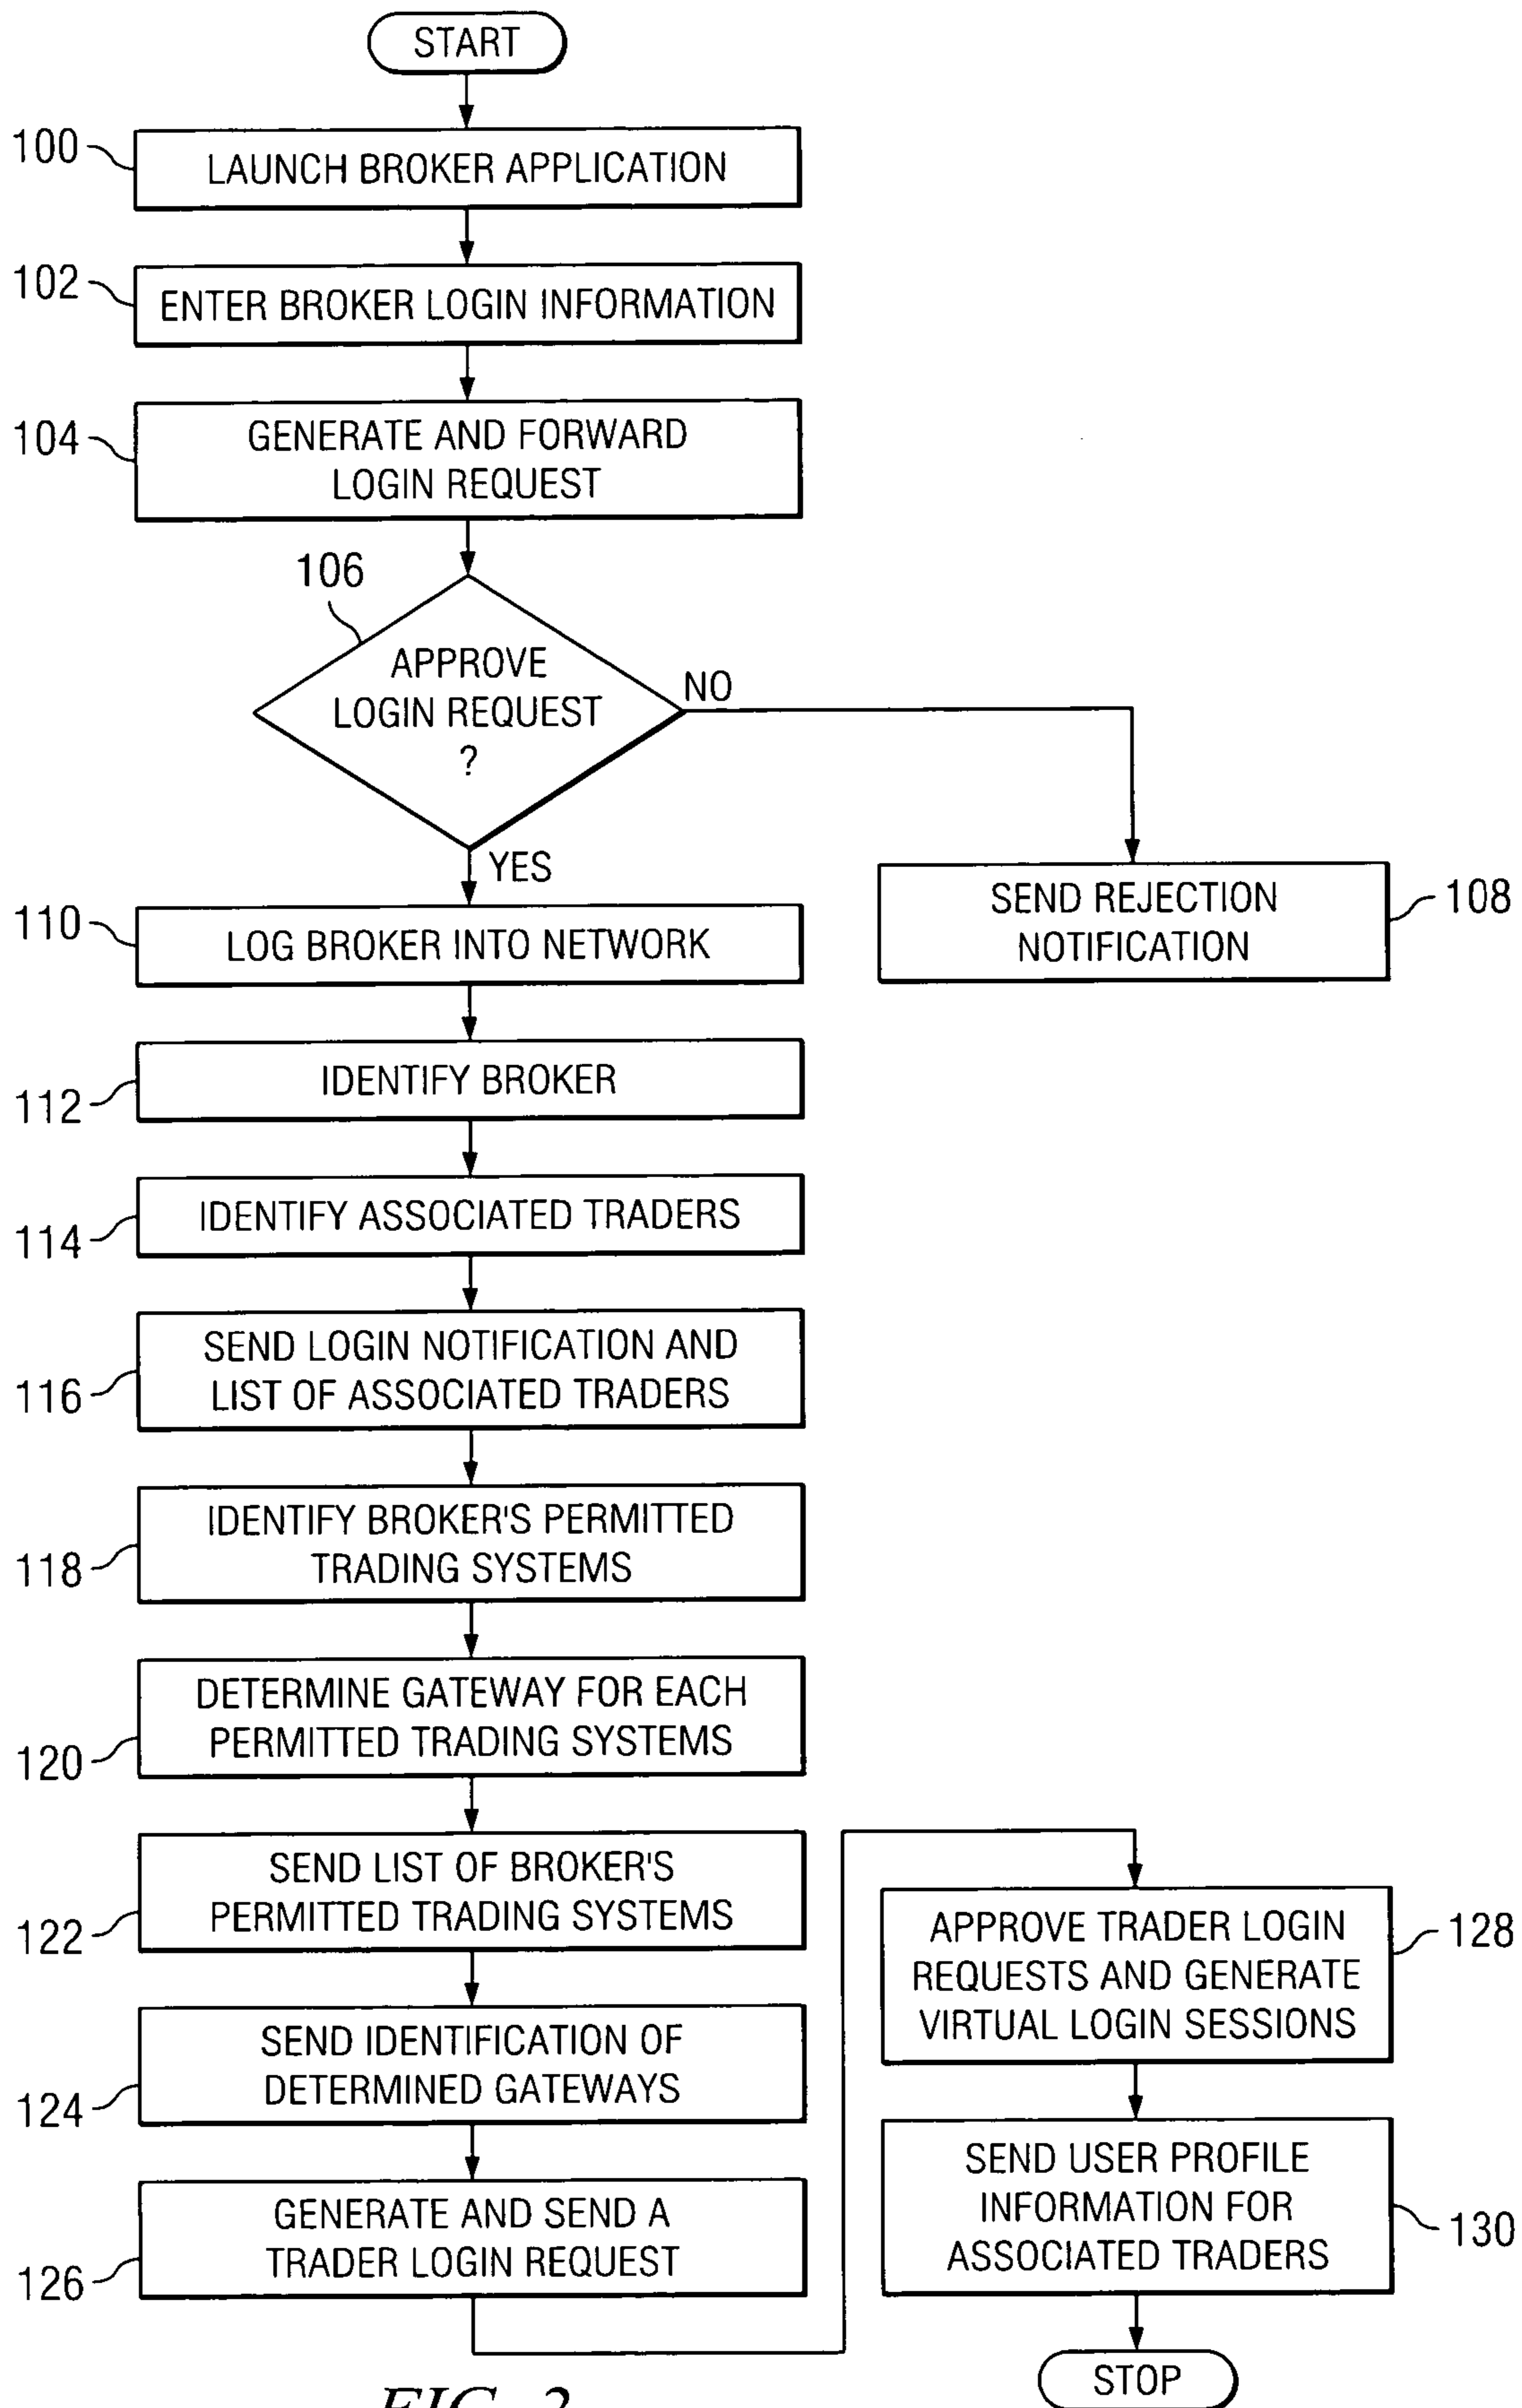 START
100
LAUNCH BROKER APPLICATION
102
ENTER BROKER LOGIN INFORMATION
104
GENERATE AND FORWARD
LOGIN REQUEST
106
APPROVE
LOGIN REQUEST
?
NO
YES
SEND REJECTION
NOTIFICATION
108
110
LOG BROKER INTO NETWORK
112
IDENTIFY BROKER
114
IDENTIFY ASSOCIATED TRADERS
116
SEND LOGIN NOTIFICATION AND
LIST OF ASSOCIATED TRADERS
118
IDENTIFY BROKER'S PERMITTED
TRADING SYSTEMS
120
DETERMINE GATEWAY FOR EACH
PERMITTED TRADING SYSTEMS
122
SEND LIST OF BROKER'S
PERMITTED TRADING SYSTEMS
124
SEND IDENTIFICATION OF
DETERMINED GATEWAYS
126
GENERATE AND SEND A
TRADER LOGIN REQUEST
APPROVE TRADER LOGIN
REQUESTS AND GENERATE
VIRTUAL LOGIN SESSIONS
128
SEND USER PROFILE
INFORMATION FOR
ASSOCIATED TRADERS
130
STOP
FIG.